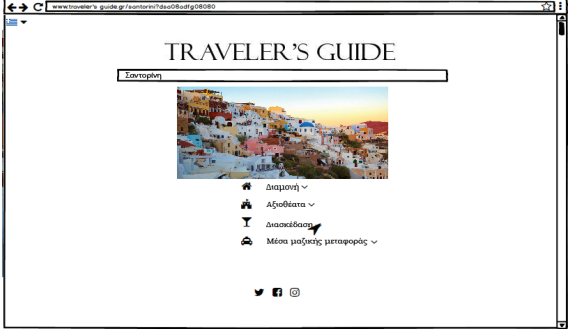 www.traveler's guide.gr/santorini?dsa08adfg08080
TRAVELER'S GUIDE
Σαντορίνη
Διαμονή
Αξιοθέατα
Διασκέδαση
Μέσα μαζικής μεταφοράς